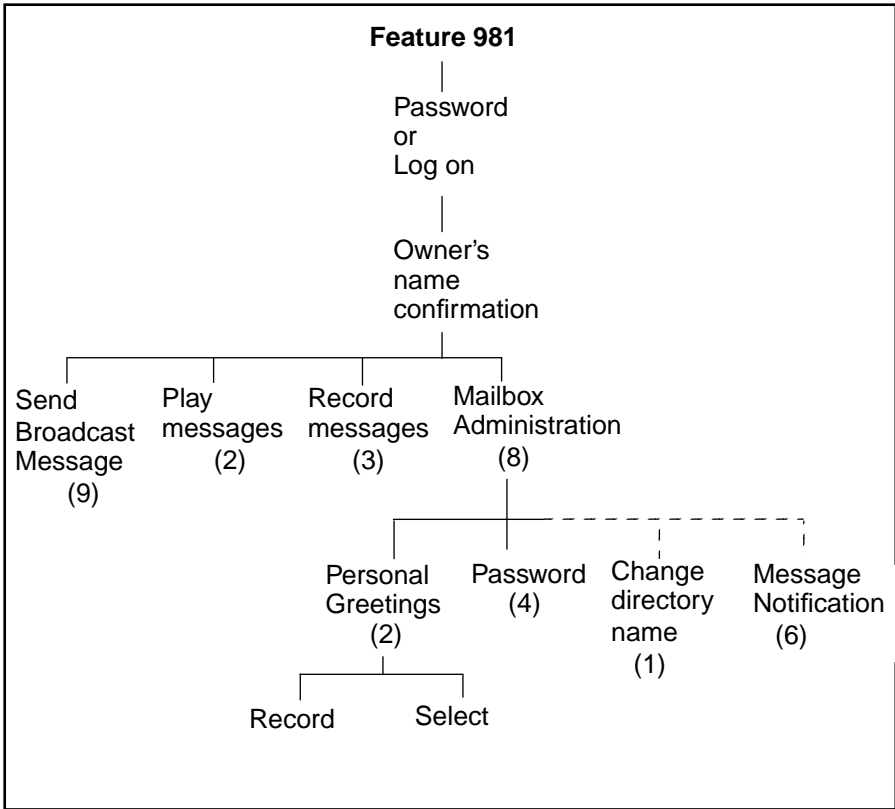 Feature 981
Password
or
Log on
Owner’s
name
confirmation
Send
Broadcast
Message
(9)
Play
messages
(2)
Record
messages
(3)
Mailbox
Administration
(8)
Personal
Greetings
(2)
Password
(4)
Change
directory
name
(1)
Message
Notification
(6)
Record
Select